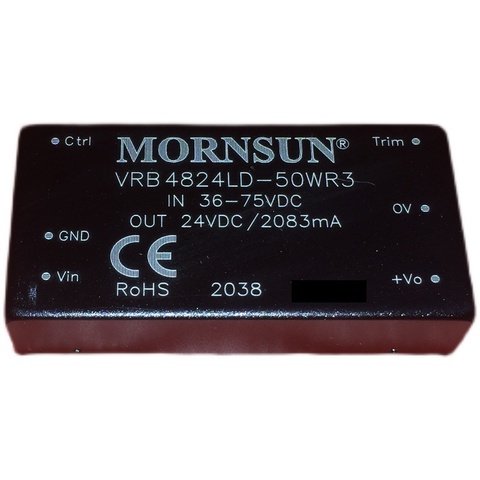 Ctrl MORNSUN® Trim
VRB4824LD-50WR3
IN 36-75VDC
OUT 24VDC/2083mA
0V
GND
CE
Vin
+Vo
RoHS 2038